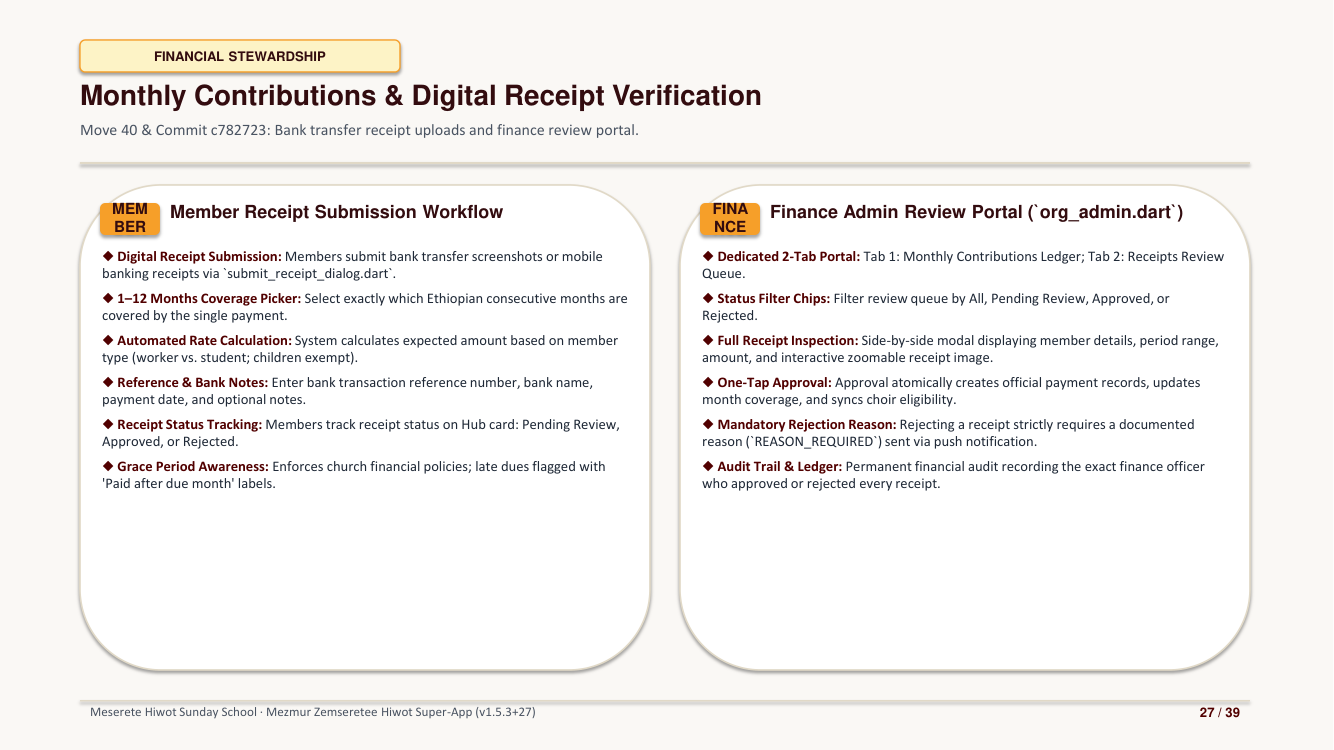 FINANCIAL STEWARDSHIP
Monthly Contributions & Digital Receipt Verification
Move 40 & Commit c782723: Bank transfer receipt uploads and finance review portal.
MEM
BER
Member Receipt Submission Workflow
◆ Digital Receipt Submission: Members submit bank transfer screenshots or mobile
banking receipts via `submit_receipt_dialog.dart`.
◆ 1–12 Months Coverage Picker: Select exactly which Ethiopian consecutive months are
covered by the single payment.
◆ Automated Rate Calculation: System calculates expected amount based on member
type (worker vs. student; children exempt).
◆ Reference & Bank Notes: Enter bank transaction reference number, bank name,
payment date, and optional notes.
◆ Receipt Status Tracking: Members track receipt status on Hub card: Pending Review,
Approved, or Rejected.
◆ Grace Period Awareness: Enforces church financial policies; late dues flagged with
'Paid after due month' labels.
FINA
NCE
Finance Admin Review Portal (`org_admin.dart`)
◆ Dedicated 2-Tab Portal: Tab 1: Monthly Contributions Ledger; Tab 2: Receipts Review
Queue.
◆ Status Filter Chips: Filter review queue by All, Pending Review, Approved, or
Rejected.
◆ Full Receipt Inspection: Side-by-side modal displaying member details, period range,
amount, and interactive zoomable receipt image.
◆ One-Tap Approval: Approval atomically creates official payment records, updates
month coverage, and syncs choir eligibility.
◆ Mandatory Rejection Reason: Rejecting a receipt strictly requires a documented
reason (`REASON_REQUIRED`) sent via push notification.
◆ Audit Trail & Ledger: Permanent financial audit recording the exact finance officer
who approved or rejected every receipt.
Meserete Hiwot Sunday School · Mezmur Zemseretee Hiwot Super-App (v1.5.3+27)
27 / 39